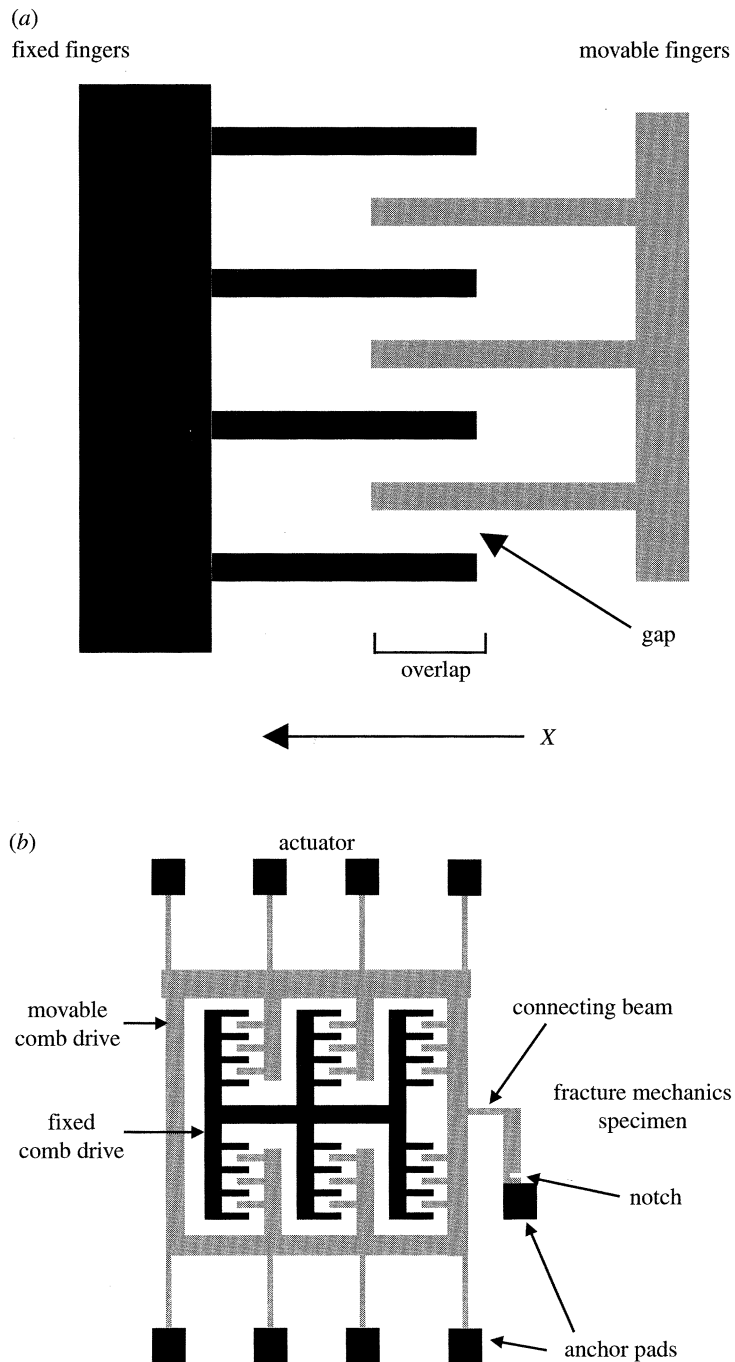 (a)
fixed fingers
movable fingers
gap
overlap
X
(b)
actuator
movable
comb drive
fixed
comb drive
connecting beam
fracture mechanics
specimen
notch
anchor pads